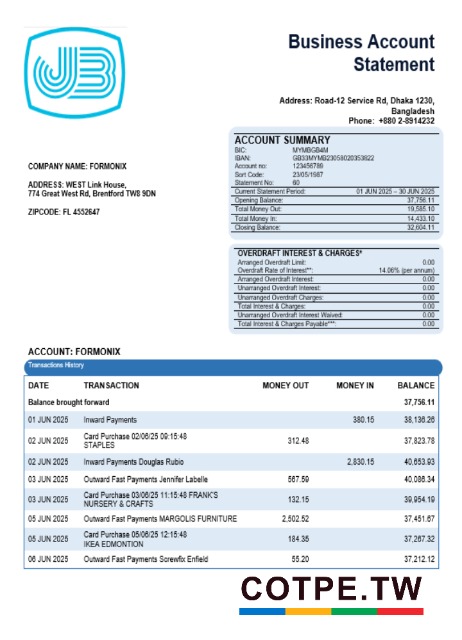 JB
Business Account
Statement
Address: Road-12 Service Rd, Dhaka 1230,
Bangladesh
Phone: +880 2-8914232
ACCOUNT SUMMARY
BIC: MYMBGB4M
IBAN: GB33MYMB23058020353822
Account no: 123456789
Sort Code: 23/05/1987
Statement No: 60
Current Statement Period: 01 JUN 2025 – 30 JUN 2025
Opening Balance: 37,756.11
Total Money Out: 19,585.10
Total Money In: 14,433.10
Closing Balance: 32,604.11
COMPANY NAME: FORMONIX
ADDRESS: WEST Link House,
774 Great West Rd, Brentford TW8 9DN
ZIPCODE: FL 4552647
OVERDRAFT INTEREST & CHARGES*
Arranged Overdraft Limit: 0.00
Overdraft Rate of Interest**: 14.06% (per annum)
Arranged Overdraft Interest: 0.00
Unarranged Overdraft Interest: 0.00
Unarranged Overdraft Charges: 0.00
Total Interest & Charges: 0.00
Unarranged Overdraft Interest Waived: 0.00
Total Interest & Charges Payable***: 0.00
ACCOUNT: FORMONIX
Transactions History
DATE TRANSACTION MONEY OUT MONEY IN BALANCE
Balance brought forward 37,756.11
01 JUN 2025 Inward Payments 380.15 38,136.26
02 JUN 2025 Card Purchase 02/06/25 09:15:48 312.48 37,823.78
STAPLES
02 JUN 2025 Inward Payments Douglas Rubio 2,830.15 40,653.93
03 JUN 2025 Outward Fast Payments Jennifer Labelle 567.59 40,086.34
03 JUN 2025 Card Purchase 03/06/25 11:15:48 FRANK'S 132.15 39,954.19
NURSERY & CRAFTS
05 JUN 2025 Outward Fast Payments MARGOLIS FURNITURE 2,502.52 37,451.67
05 JUN 2025 Card Purchase 05/06/25 12:15:48 184.35 37,267.32
IKEA EDMONTION
06 JUN 2025 Outward Fast Payments Screwfix Enfield 55.20 37,212.12
COTPE.TW